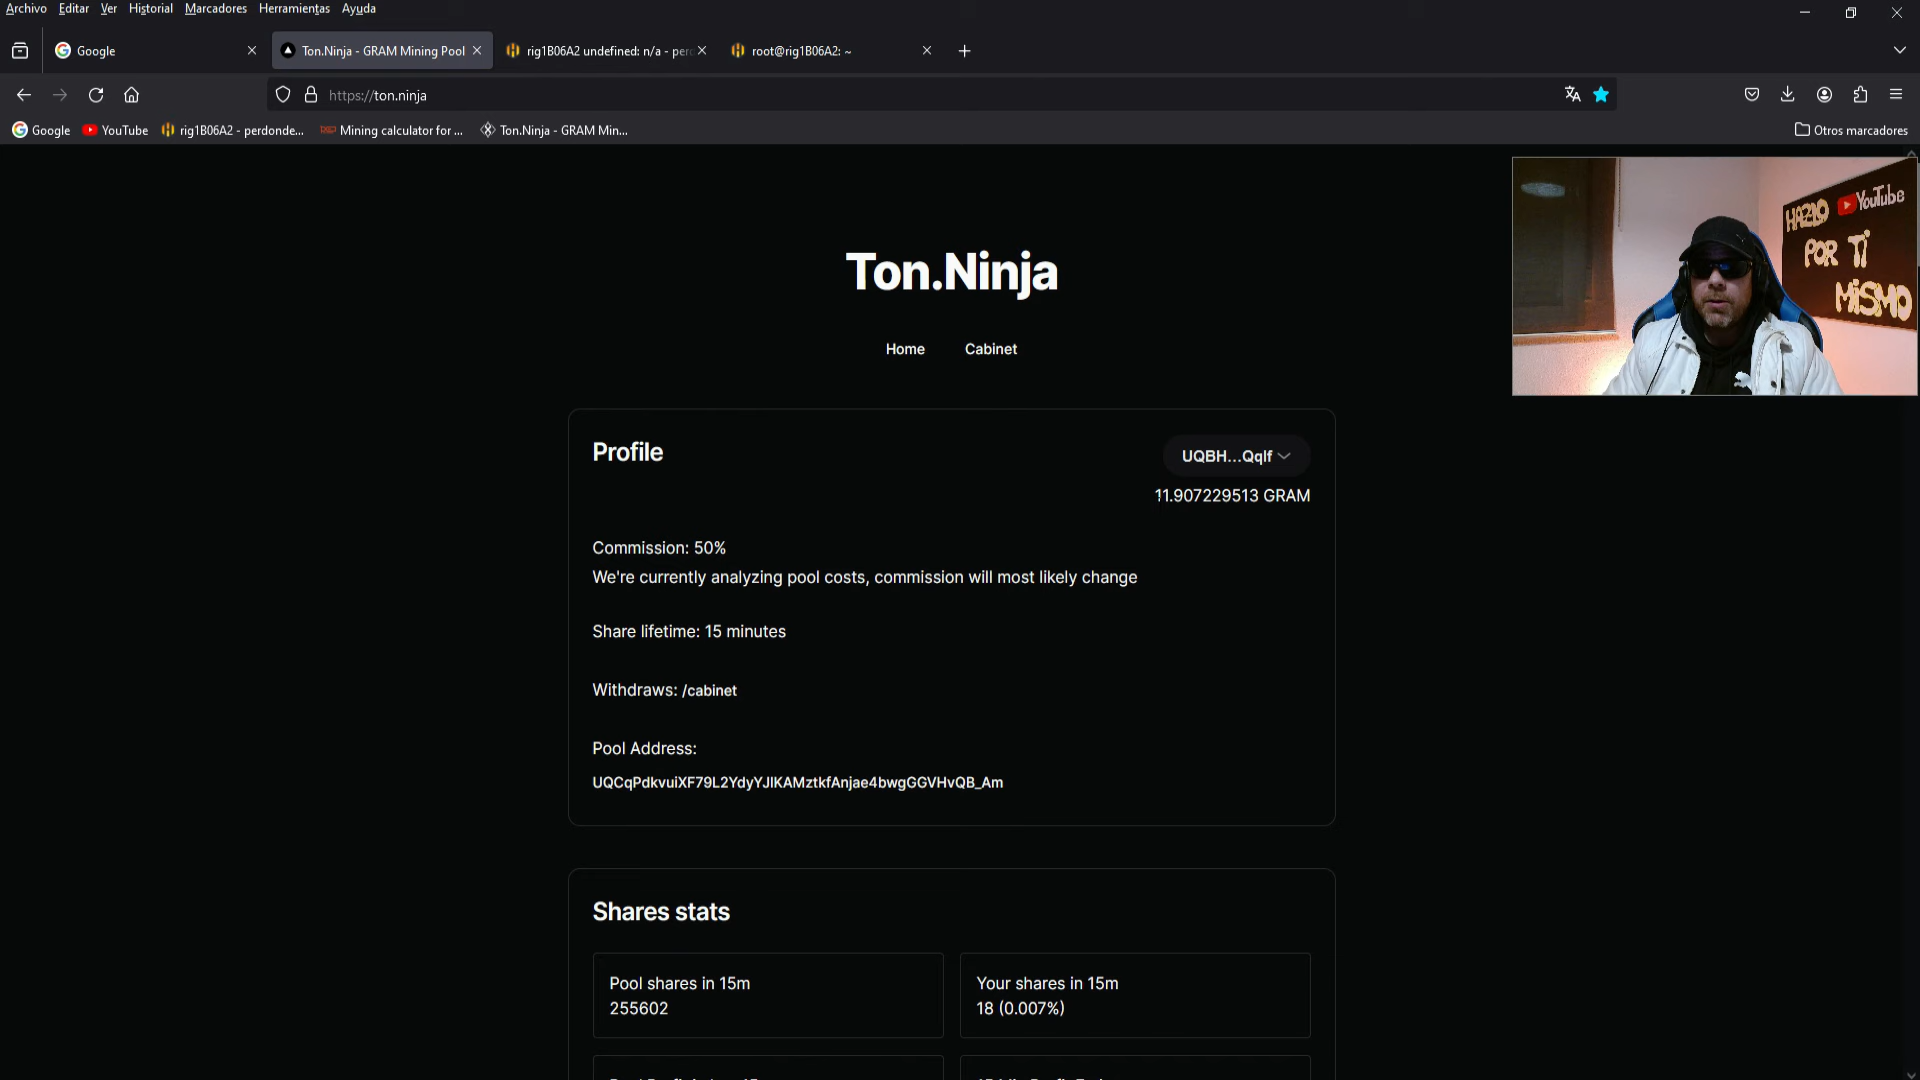 Archivo Editar Ver Historial Marcadores Herramientas Ayuda
Google
Ton.Ninja - GRAM Mining Pool
rig1B06A2 undefined: n/a - perd
root@rig1B06A2: ~
https://ton.ninja
Google YouTube rig1B06A2 - perdonde... Mining calculator for ... Ton.Ninja - GRAM Min...
Otros marcadores
HAZLO YouTube
POR TI
MISMO
Ton.Ninja
Home Cabinet
Profile
UQBH...Qqlf
11.907229513 GRAM
Commission: 50%
We're currently analyzing pool costs, commission will most likely change
Share lifetime: 15 minutes
Withdraws: /cabinet
Pool Address:
UQCqPdkvuiXF79L2YdyYJlKAMztkfAnjae4bwgGGVHvQB_Am
Shares stats
Pool shares in 15m
255602
Your shares in 15m
18 (0.007%)